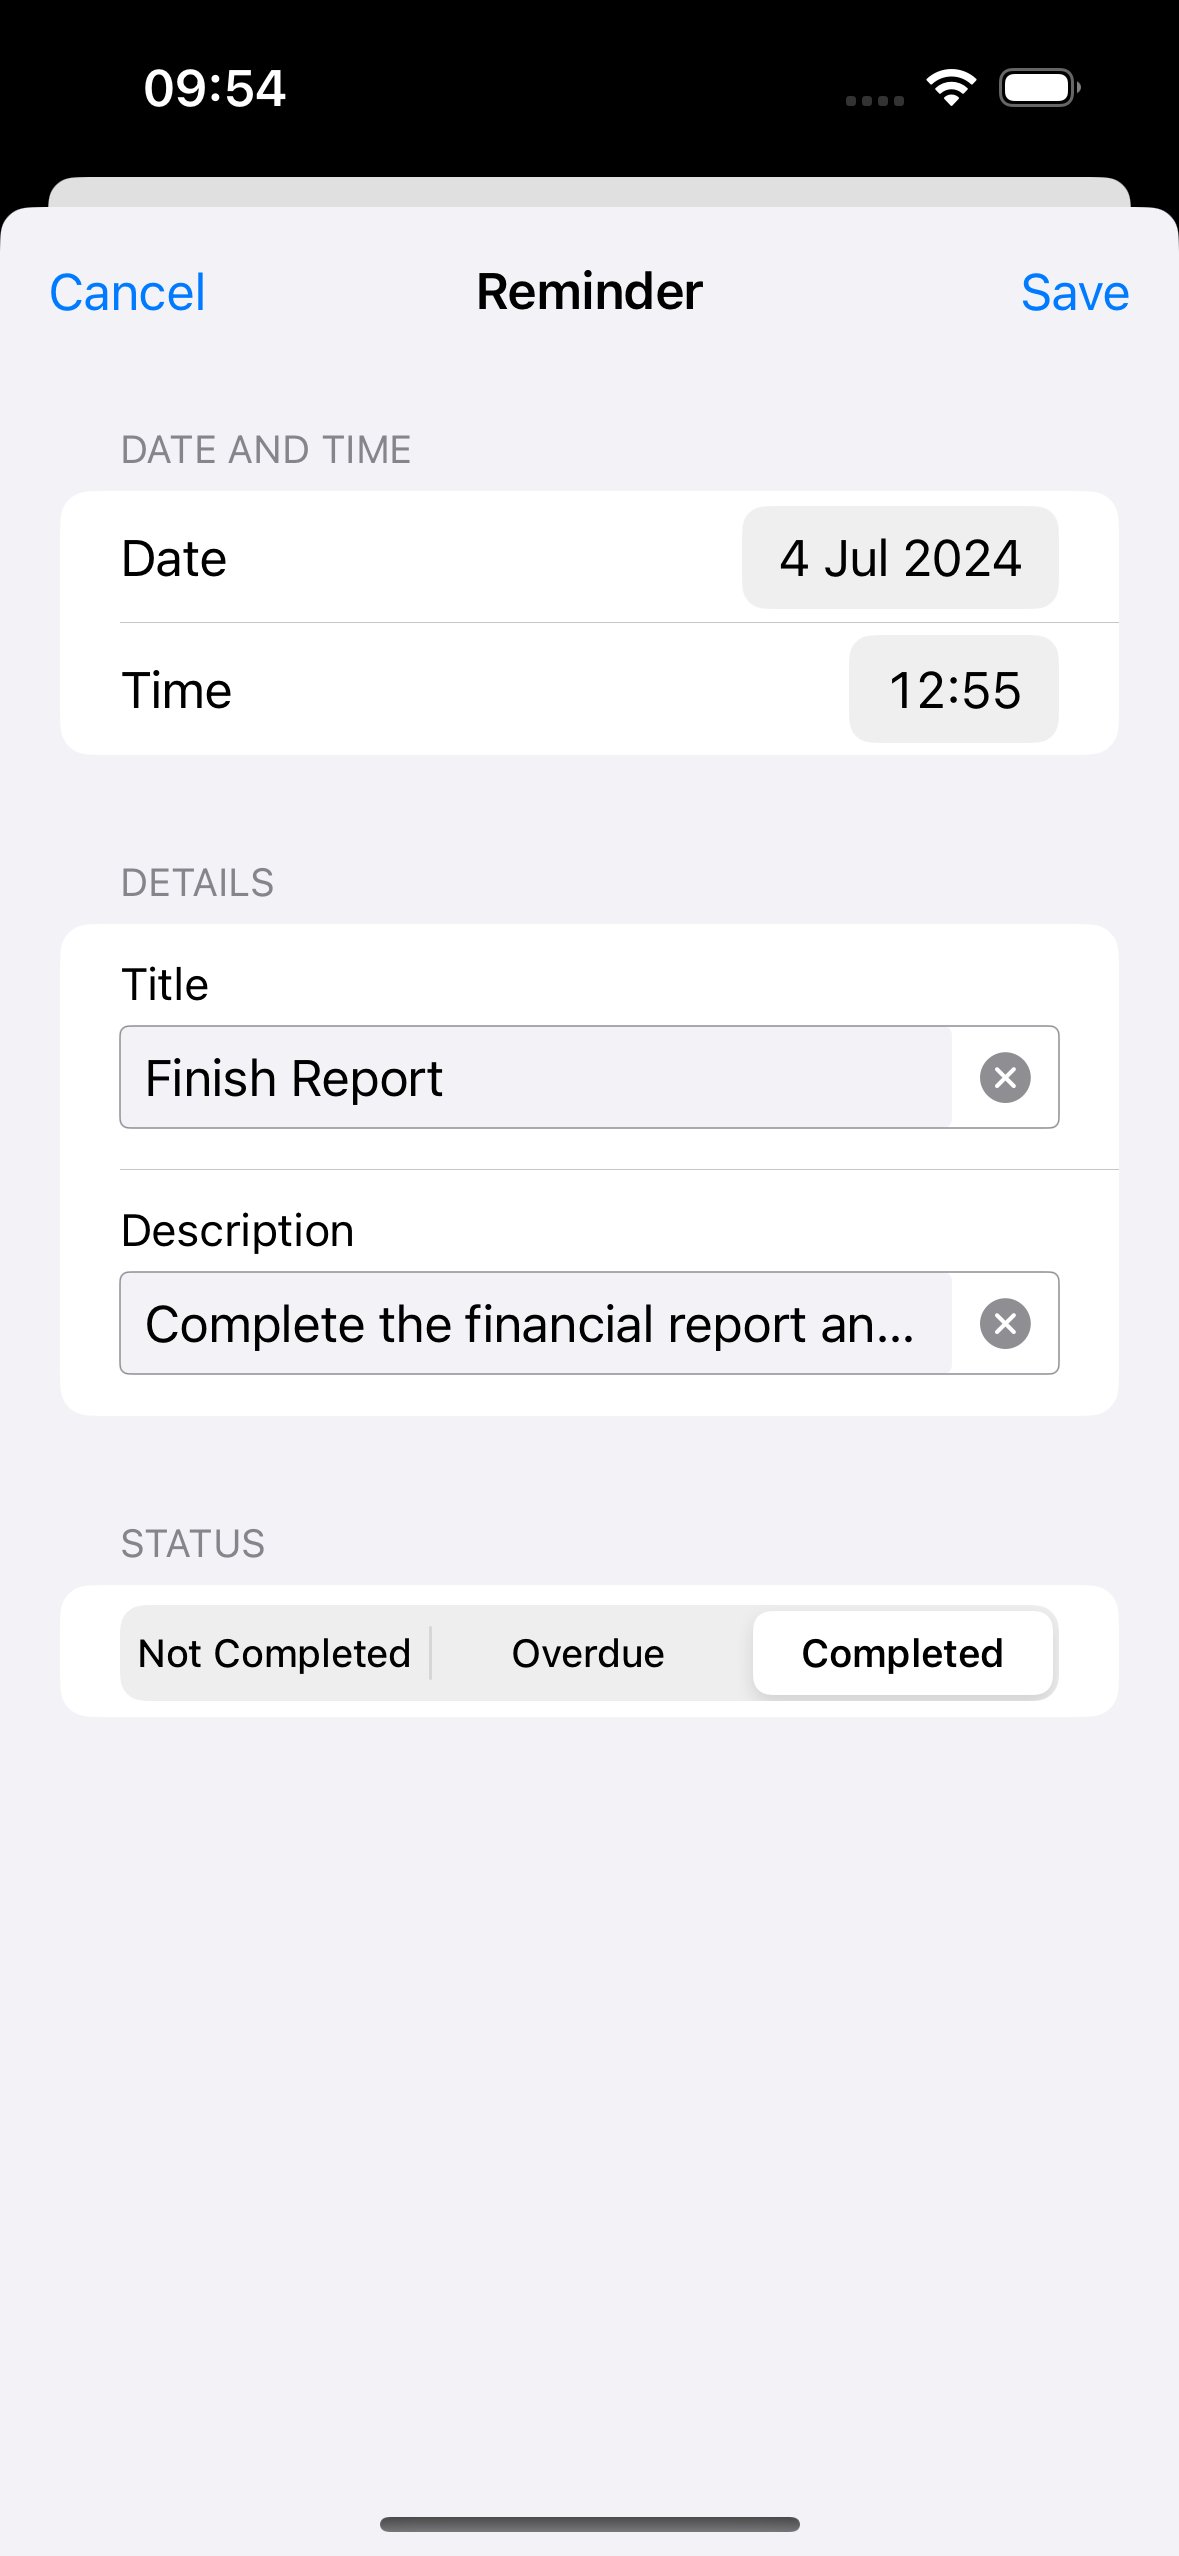 09:54
Cancel Reminder Save
DATE AND TIME
Date 4 Jul 2024
Time 12:55
DETAILS
Title
Finish Report
Description
Complete the financial report an...
STATUS
Not Completed Overdue Completed